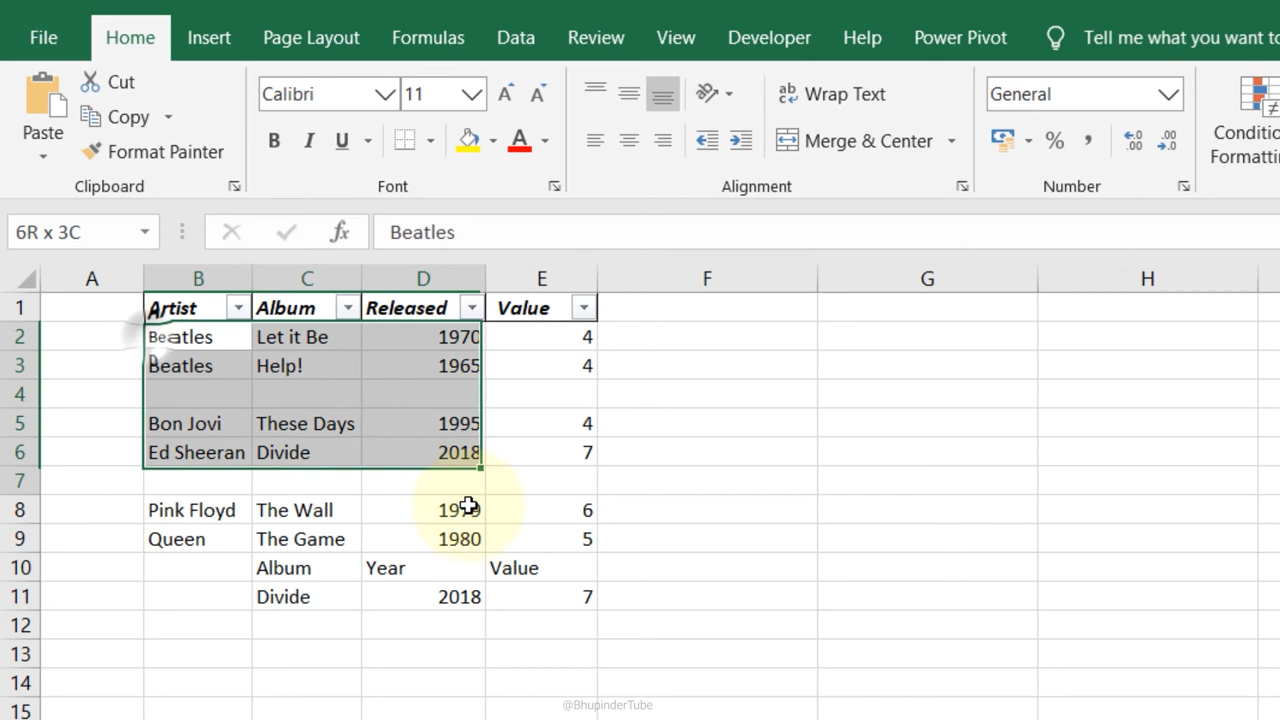 File Home Insert Page Layout Formulas Data Review View Developer Help Power Pivot Tell me what you want to
Paste Cut Copy Format Painter
Calibri 11 B I U A A A
Wrap Text Merge & Center
General %
Conditio
Formatting
Clipboard Font Alignment Number
6R x 3C fx Beatles
A B C D E F G H
1 Artist Album Released Value
2 Beatles Let it Be 1970 4
3 Beatles Help! 1965 4
4
5 Bon Jovi These Days 1995 4
6 Ed Sheeran Divide 2018 7
7
8 Pink Floyd The Wall 1979 6
9 Queen The Game 1980 5
10 Album Year Value
11 Divide 2018 7
12
13
14
15
@BhupinderTube